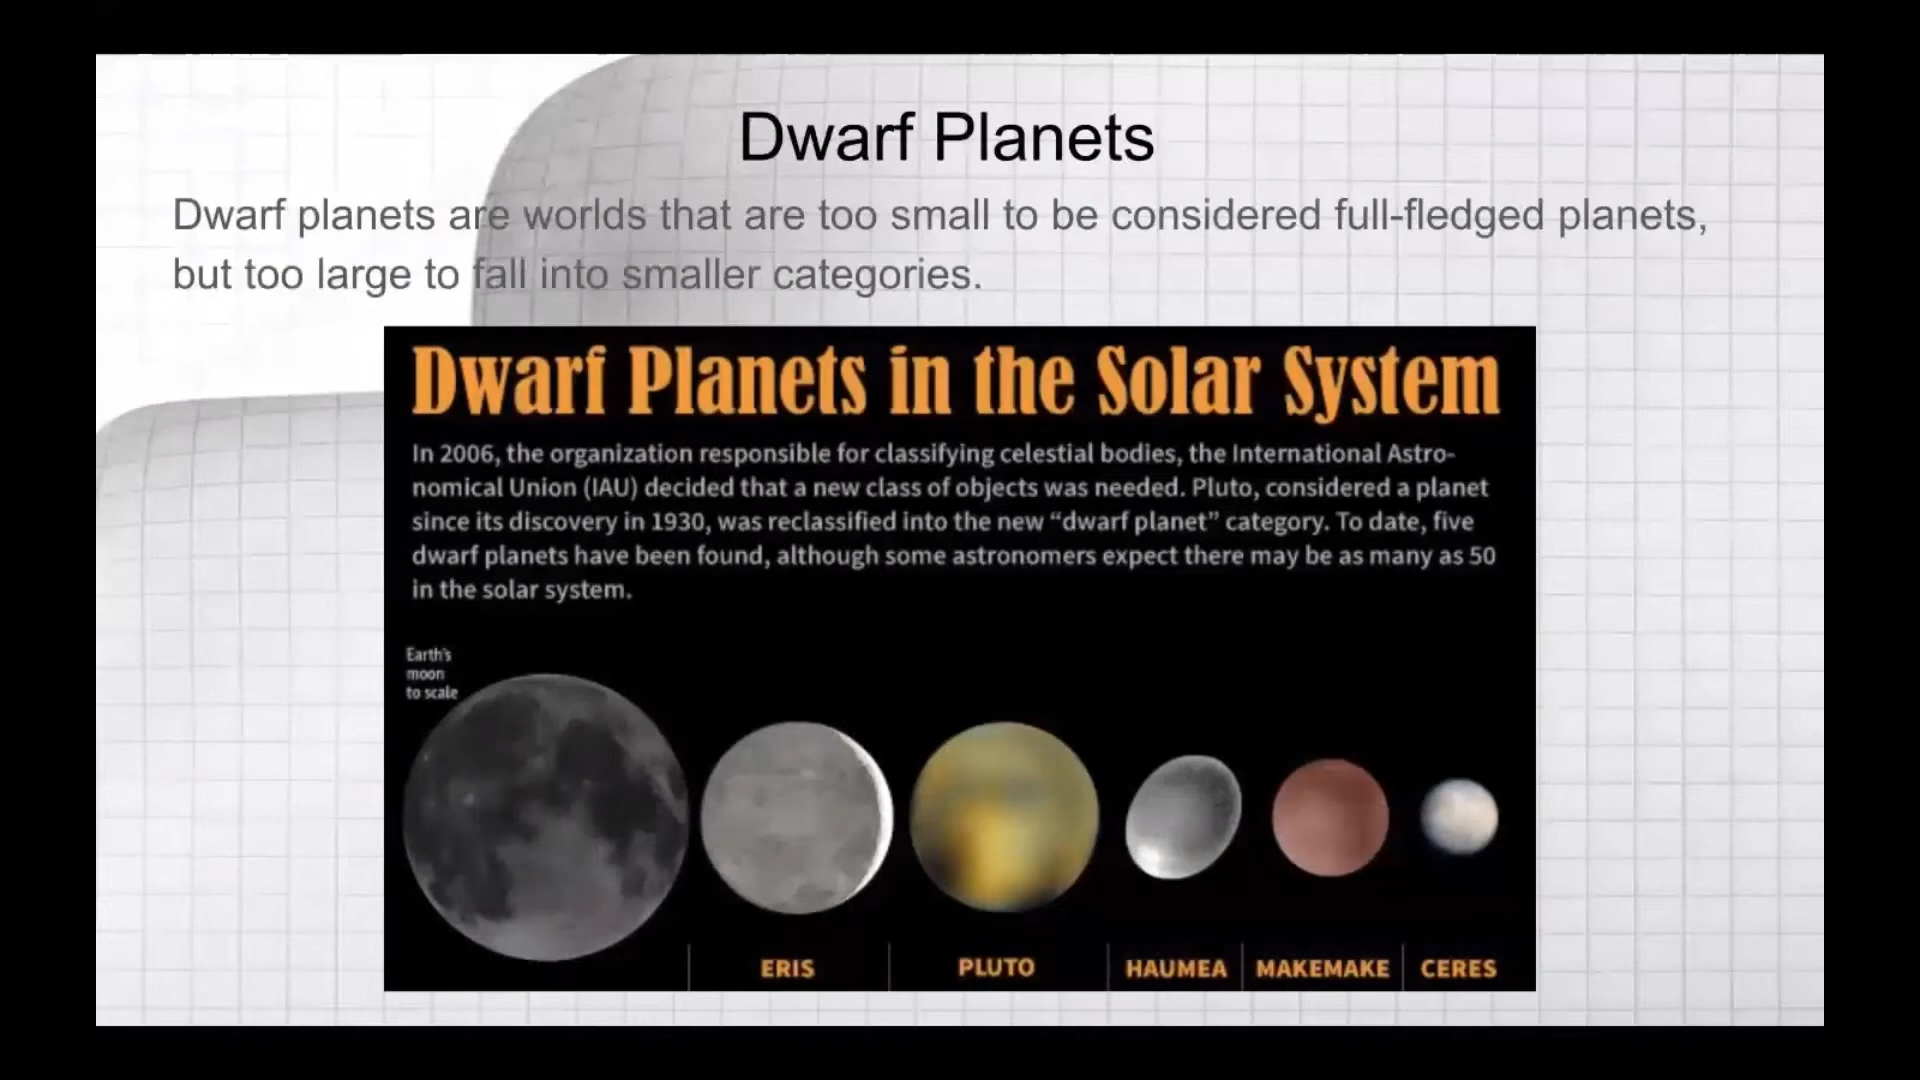 Dwarf Planets
Dwarf planets are worlds that are too small to be considered full-fledged planets,
but too large to fall into smaller categories.
Dwarf Planets in the Solar System
In 2006, the organization responsible for classifying celestial bodies, the International Astro-
nomical Union (IAU) decided that a new class of objects was needed. Pluto, considered a planet
since its discovery in 1930, was reclassified into the new “dwarf planet” category. To date, five
dwarf planets have been found, although some astronomers expect there may be as many as 50
in the solar system.
Earth's
moon
to scale
ERIS
PLUTO
HAUMEA
MAKEMAKE
CERES